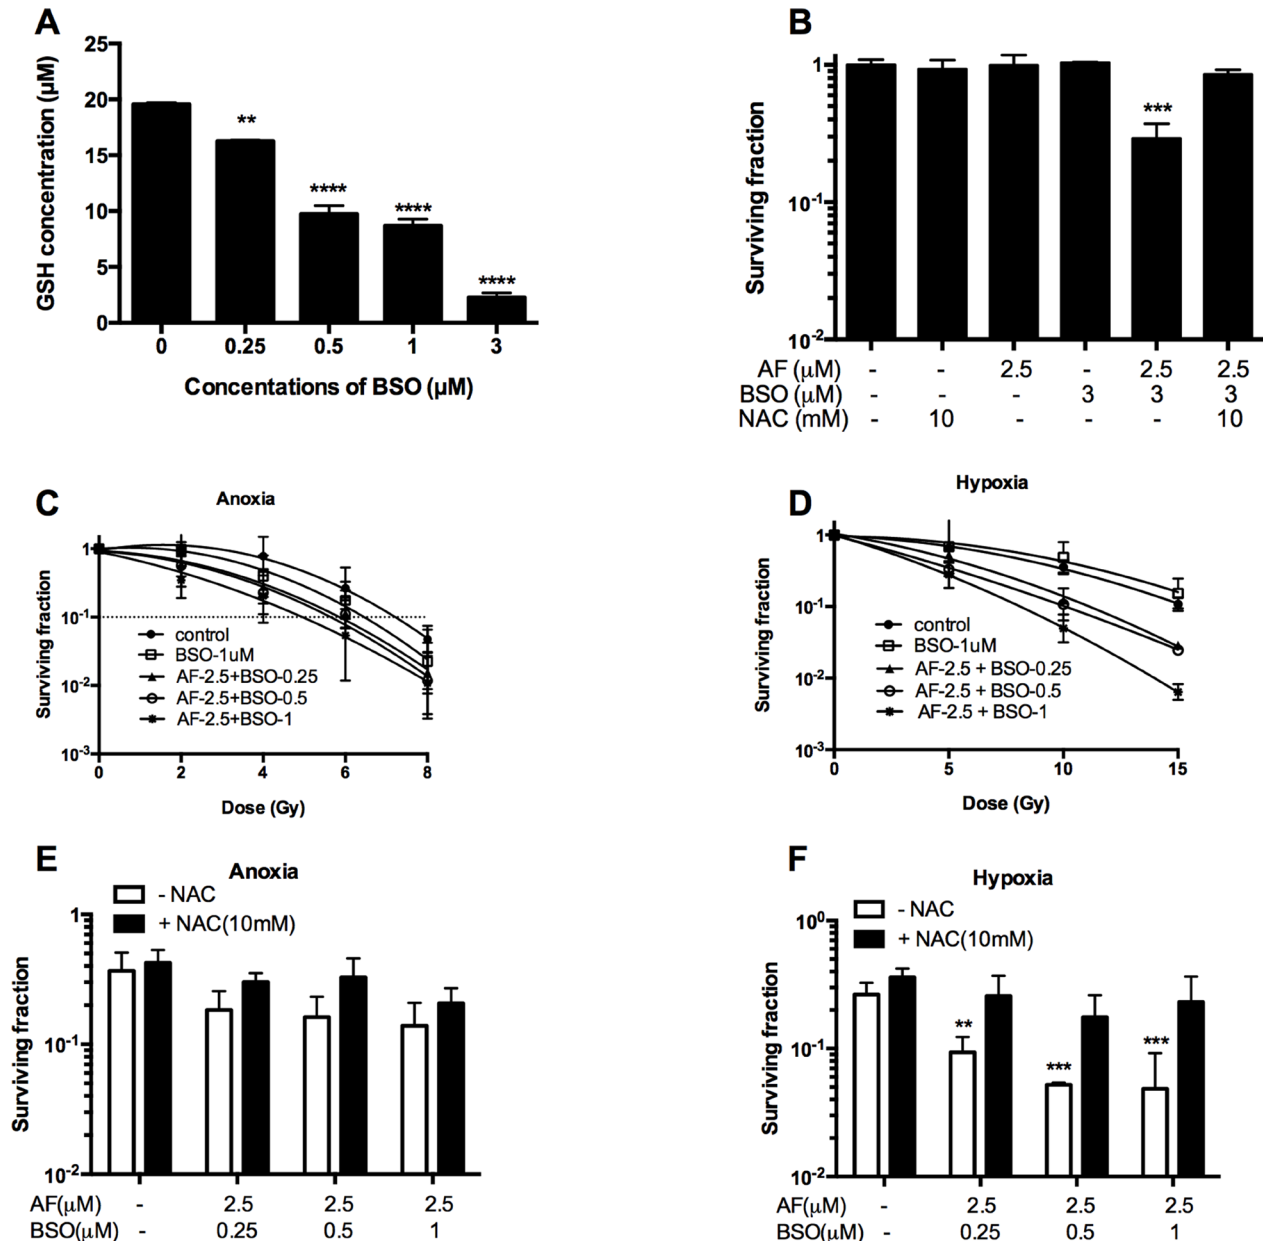 A
25
20
15
10
5
0
GSH concentration (µM)
**
****
****
****
0 0.25 0.5 1 3
Concentations of BSO (µM)
B
1
10-1
10-2
Surviving fraction
***
AF (µM) - - 2.5 - 2.5 2.5
BSO (µM) - - - 3 3 3
NAC (mM) - 10 - - - 10
C
Anoxia
1
10-1
10-2
10-3
Surviving fraction
control
BSO-1uM
AF-2.5+BSO-0.25
AF-2.5+BSO-0.5
AF-2.5+BSO-1
0 2 4 6 8
Dose (Gy)
D
Hypoxia
1
10-1
10-2
10-3
Surviving fraction
control
BSO-1uM
AF-2.5 + BSO-0.25
AF-2.5 + BSO-0.5
AF-2.5 + BSO-1
0 5 10 15
Dose (Gy)
E
Anoxia
- NAC
+ NAC(10mM)
1
10-1
10-2
Surviving fraction
AF(µM) - 2.5 2.5 2.5
BSO(µM) - 0.25 0.5 1
F
Hypoxia
- NAC
+ NAC(10mM)
100
10-1
10-2
Surviving fraction
**
***
***
AF(µM) - 2.5 2.5 2.5
BSO(µM) - 0.25 0.5 1